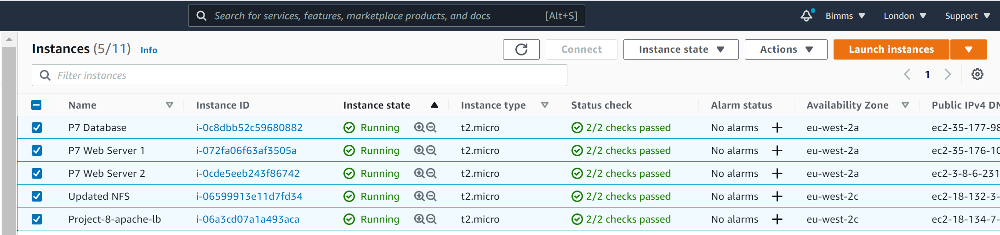 Search for services, features, marketplace products, and docs [Alt+S] Bimms London Support
Instances (5/11) Info Connect Instance state Actions Launch instances
Filter instances 1
Name Instance ID Instance state Instance type Status check Alarm status Availability Zone Public IPv4 DN
P7 Database i-0c8dbb52c59680882 Running t2.micro 2/2 checks passed No alarms + eu-west-2a ec2-35-177-98
P7 Web Server 1 i-072fa06f63af3505a Running t2.micro 2/2 checks passed No alarms + eu-west-2a ec2-35-176-10
P7 Web Server 2 i-0cde5eeb243f86742 Running t2.micro 2/2 checks passed No alarms + eu-west-2a ec2-3-8-6-231
Updated NFS i-06599913e11d7fd34 Running t2.micro 2/2 checks passed No alarms + eu-west-2c ec2-18-132-3-
Project-8-apache-lb i-06a3cd07a1a493aca Running t2.micro 2/2 checks passed No alarms + eu-west-2c ec2-18-134-7-